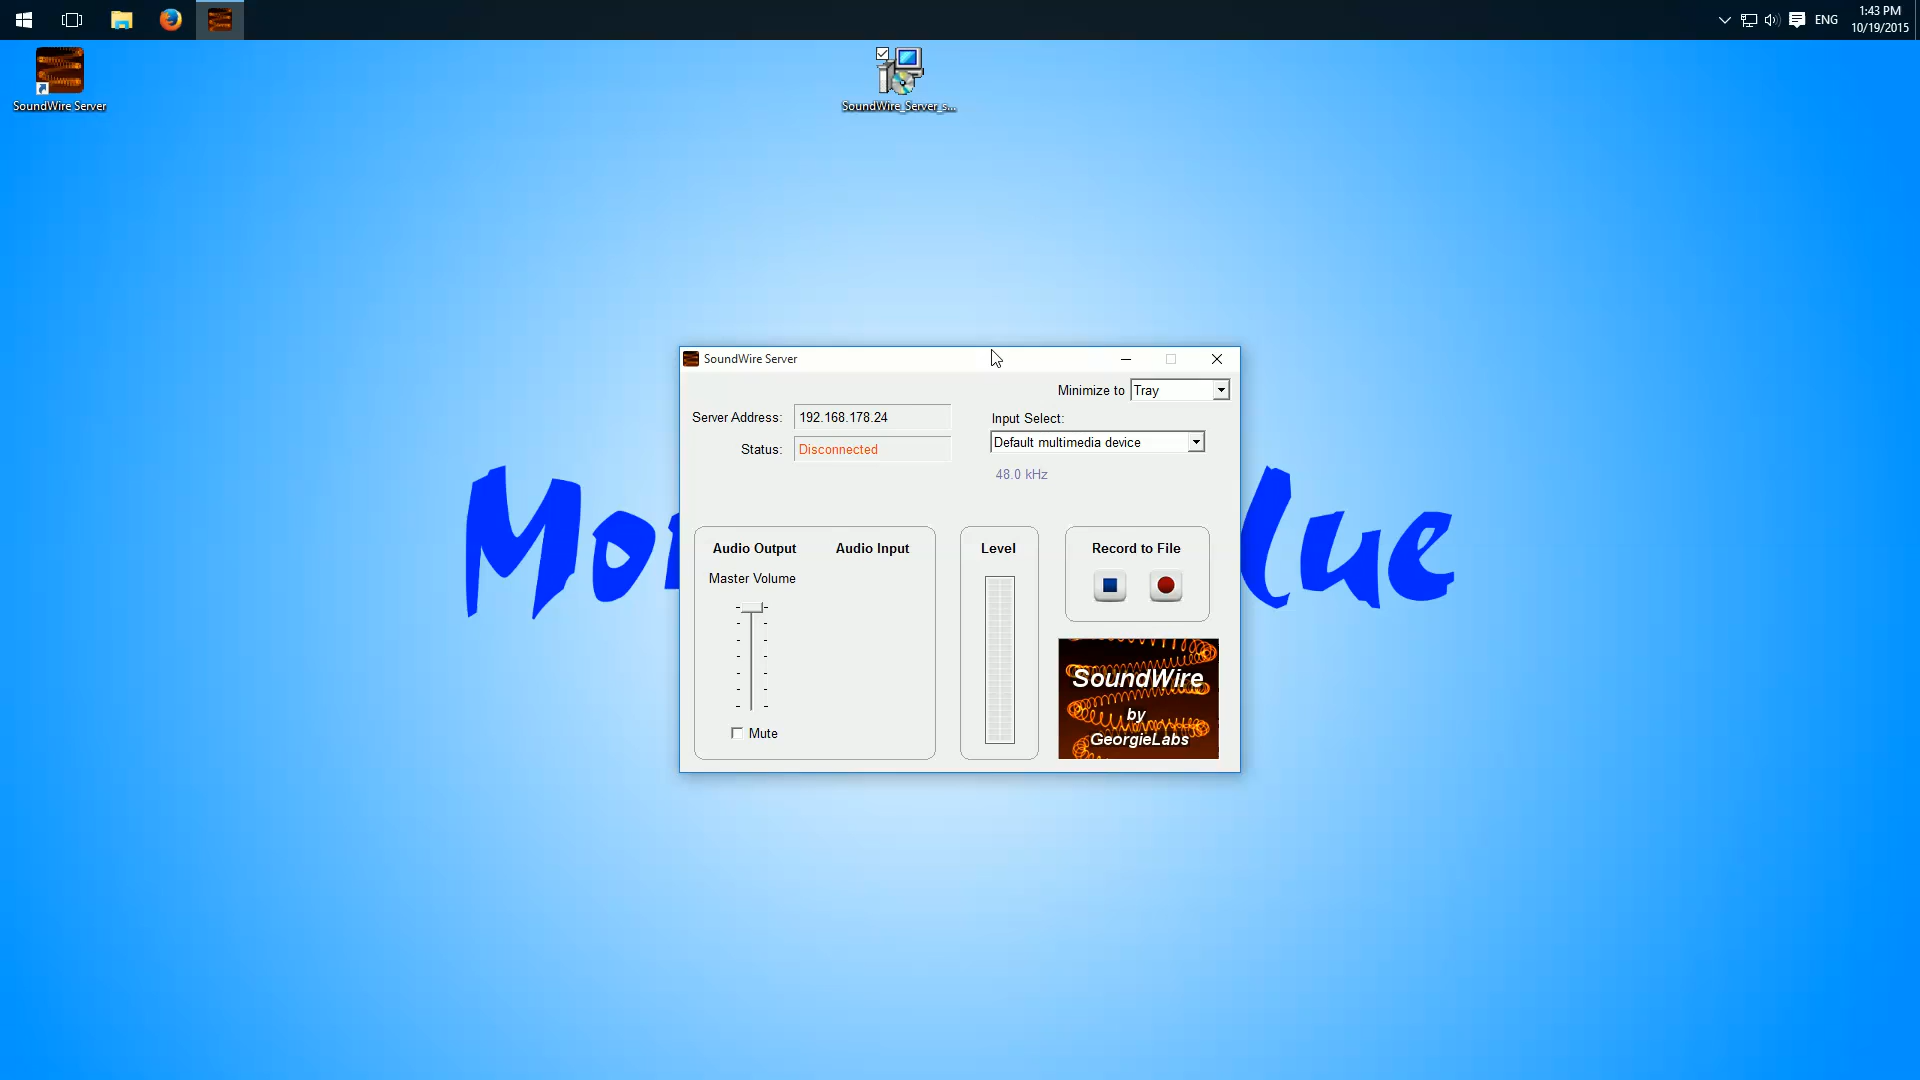 ENG
1:43 PM
10/19/2015
SoundWire Server
SoundWire_Server_s...
SoundWire Server
Minimize to Tray
Server Address: 192.168.178.24
Input Select:
Default multimedia device
Status: Disconnected
48.0 kHz
Audio Output
Audio Input
Level
Record to File
Master Volume
Mute
SoundWire
by
GeorgieLabs